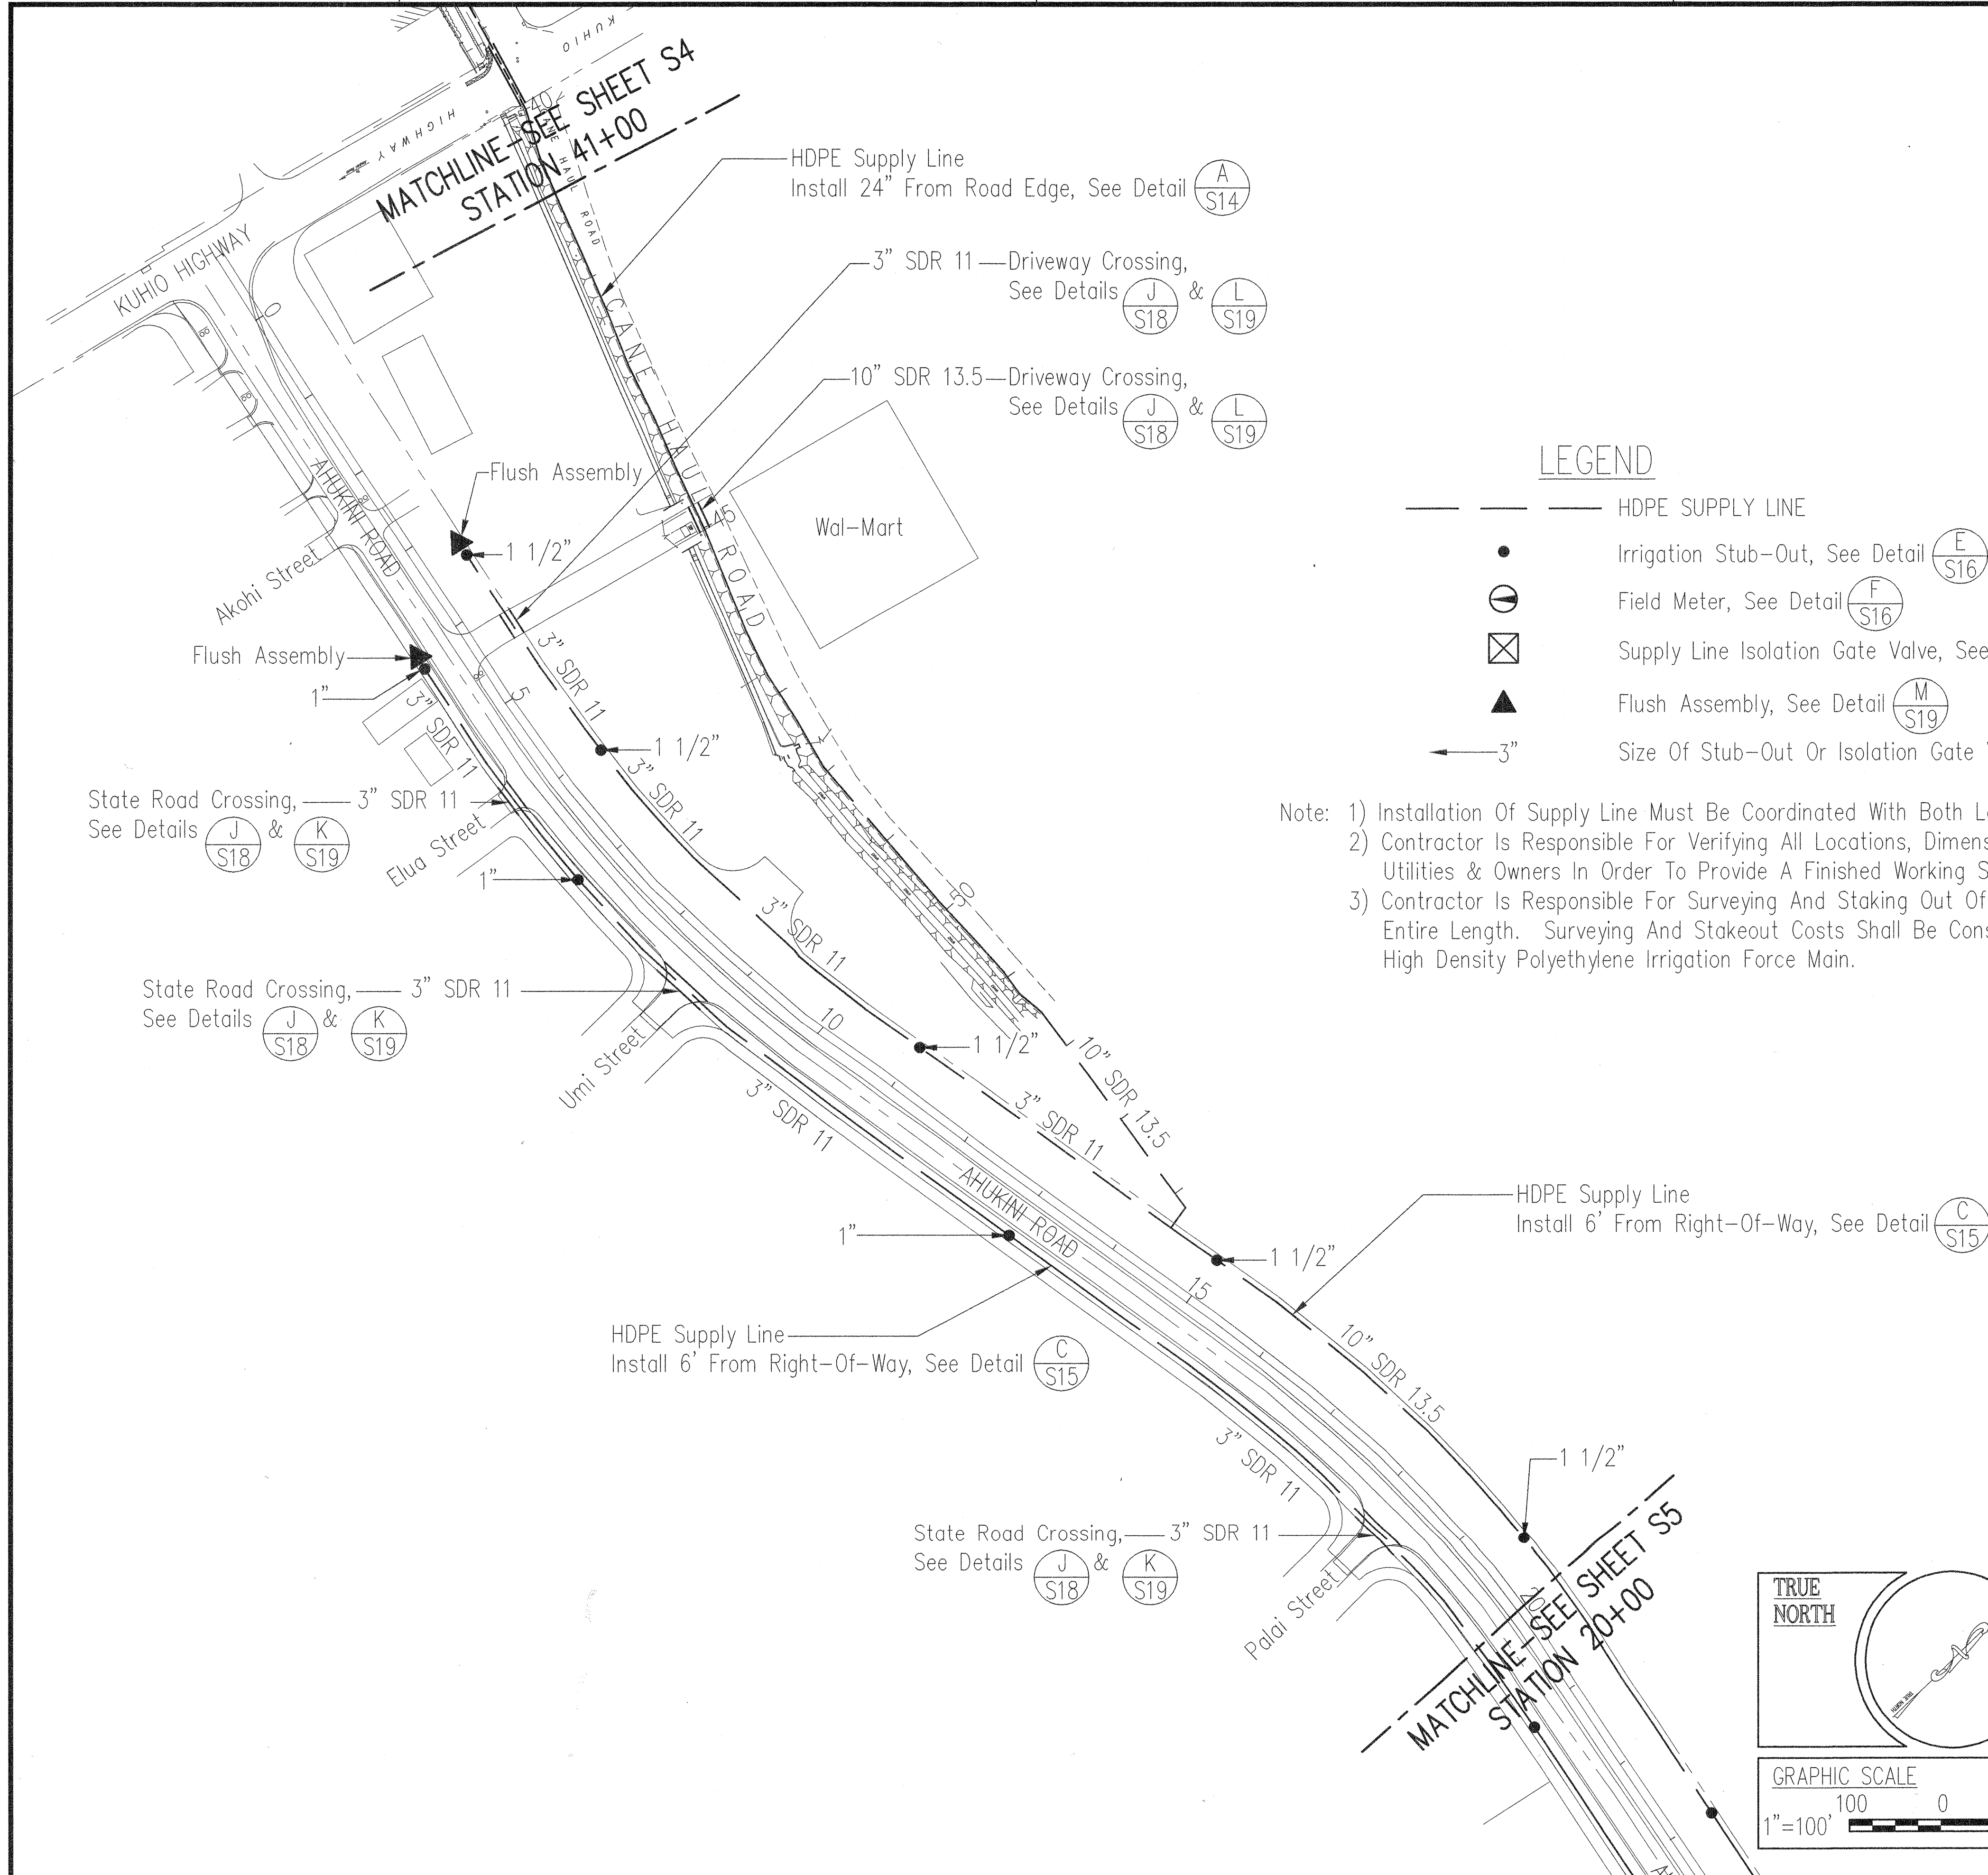 KUHIO
HIGHWAY
MATCHLINE-SEE SHEET S4
STATION 41+00
40
CANE HAUL ROAD
KUHIO HIGHWAY
0
HDPE Supply Line
Install 24" From Road Edge, See Detail A
S14
3" SDR 11 Driveway Crossing,
See Details J & L
S18 S19
10" SDR 13.5 Driveway Crossing,
See Details J & L
S18 S19
CANE HAUL ROAD
45
Wal-Mart
Flush Assembly
1 1/2"
AHUKINI ROAD
Akohi Street
Flush Assembly
1"
3" SDR 11
3" SDR 11
5
1 1/2"
3" SDR 11
State Road Crossing, 3" SDR 11
See Details J & K
S18 S19
Elua Street
1"
3" SDR 11
50
State Road Crossing, 3" SDR 11
See Details J & K
S18 S19
Umi Street
10
1 1/2"
10" SDR 13.5
3" SDR 11
3" SDR 11
AHUKINI ROAD
1"
1 1/2"
15
HDPE Supply Line
Install 6' From Right-Of-Way, See Detail C
S15
HDPE Supply Line
Install 6' From Right-Of-Way, See Detail C
S15
10" SDR 13.5
3" SDR 11
1 1/2"
State Road Crossing, 3" SDR 11
See Details J & K
S18 S19
Palai Street
20
MATCHLINE-SEE SHEET S5
STATION 20+00
LEGEND
HDPE SUPPLY LINE
Irrigation Stub-Out, See Detail E
S16
Field Meter, See Detail F
S16
Supply Line Isolation Gate Valve, See
Flush Assembly, See Detail M
S19
3" Size Of Stub-Out Or Isolation Gate
Note: 1) Installation Of Supply Line Must Be Coordinated With Both
2) Contractor Is Responsible For Verifying All Locations,
Utilities & Owners In Order To Provide A Finished Working
3) Contractor Is Responsible For Surveying And Staking Out Of
Entire Length. Surveying And Stakeout Costs Shall Be
High Density Polyethylene Irrigation Force Main.
TRUE
NORTH
TRUE NORTH
GRAPHIC SCALE
100 0
1"=100'